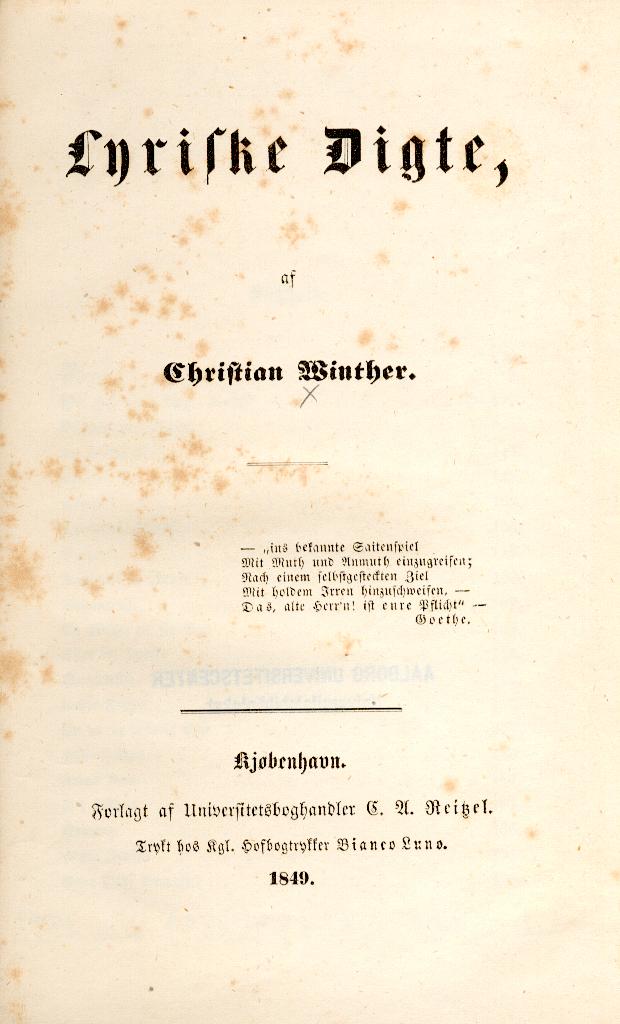 Lyriske Digte,
af
Christian Winther.
— „ins bekannte Saitenspiel
Mit Muth und Anmuth einzugreifen;
Nach einem selbstgesteckten Ziel
Mit holdem Irren hinzuschweifen, —
Das, alte Herr'n! ist eure Pflicht“ —
Goethe.
AALBORG UNIVERSITETSCENTER
Kjøbenhavn.
Forlagt af Universitetsboghandler C. A. Reitzel.
Trykt hos Kgl. Hofbogtrykker Bianco Luno.
1849.